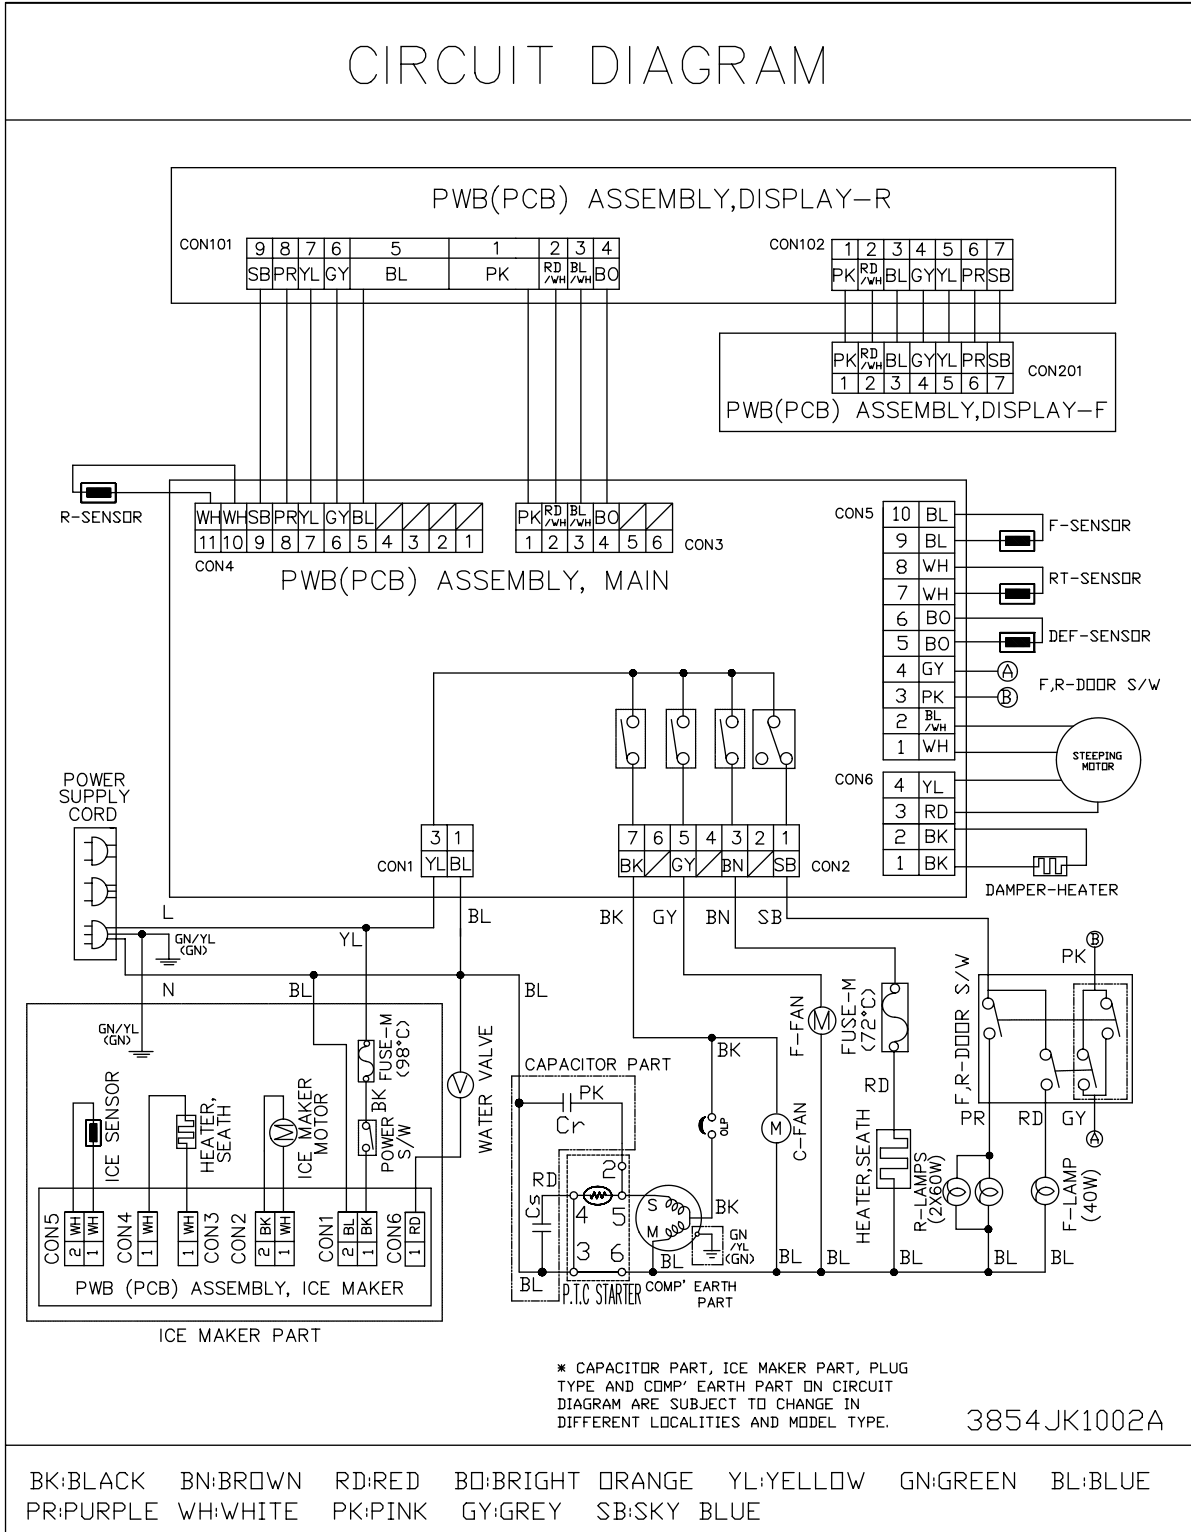 CIRCUIT DIAGRAM
PWB(PCB) ASSEMBLY,DISPLAY-R
CON101
9 8 7 6 5 1 2 3 4
SB PR YL GY BL PK RD/WH BL/WH BO
CON102
1 2 3 4 5 6 7
PK RD/WH BL GY YL PR SB
PK RD/WH BL GY YL PR SB
1 2 3 4 5 6 7
CON201
PWB(PCB) ASSEMBLY,DISPLAY-F
R-SENSOR
WH WH SB PR YL GY BL
11 10 9 8 7 6 5 4 3 2 1
CON4
PK RD/WH BL/WH BO
1 2 3 4 5 6
CON3
PWB(PCB) ASSEMBLY, MAIN
CON5
10 BL
9 BL
8 WH
7 WH
6 BO
5 BO
4 GY
3 PK
2 BL/WH
1 WH
F-SENSOR
RT-SENSOR
DEF-SENSOR
A
B
F,R-DOOR S/W
STEEPING
MOTOR
CON6
4 YL
3 RD
2 BK
1 BK
DAMPER-HEATER
POWER
SUPPLY
CORD
3 1
YL BL
CON1
7 6 5 4 3 2 1
BK GY BN SB
CON2
L
GN/YL
(GN)
YL
BL
BK GY BN SB
N
BL
BL
GN/YL
(GN)
FUSE-M
(98°C)
BK
POWER
S/W
WATER VALVE
V
ICE SENSOR
HEATER,
SEATH
ICE MAKER
MOTOR
M
CON5
2 WH
1 WH
CON4
1 WH
CON3
1 WH
CON2
2 BK
1 WH
CON1
2 BL
1 BK
CON6
1 RD
PWB (PCB) ASSEMBLY, ICE MAKER
ICE MAKER PART
CAPACITOR PART
PK
Cr
RD
Cs
2
4 5
3 6
BL
P.T.C STARTER
S
M
BL
BK
OLP
BK
GN
/YL
(GN)
COMP' EARTH
PART
M
C-FAN
BL
M
F-FAN
BL
FUSE-M
(72°C)
RD
HEATER,SEATH
BL
F,R-DOOR S/W
PK
B
PR RD GY
A
R-LAMPS
(2X60W)
BL
F-LAMP
(40W)
BL
* CAPACITOR PART, ICE MAKER PART, PLUG
TYPE AND COMP' EARTH PART ON CIRCUIT
DIAGRAM ARE SUBJECT TO CHANGE IN
DIFFERENT LOCALITIES AND MODEL TYPE.
3854JK1002A
BK:BLACK BN:BROWN RD:RED BO:BRIGHT ORANGE YL:YELLOW GN:GREEN BL:BLUE
PR:PURPLE WH:WHITE PK:PINK GY:GREY SB:SKY BLUE